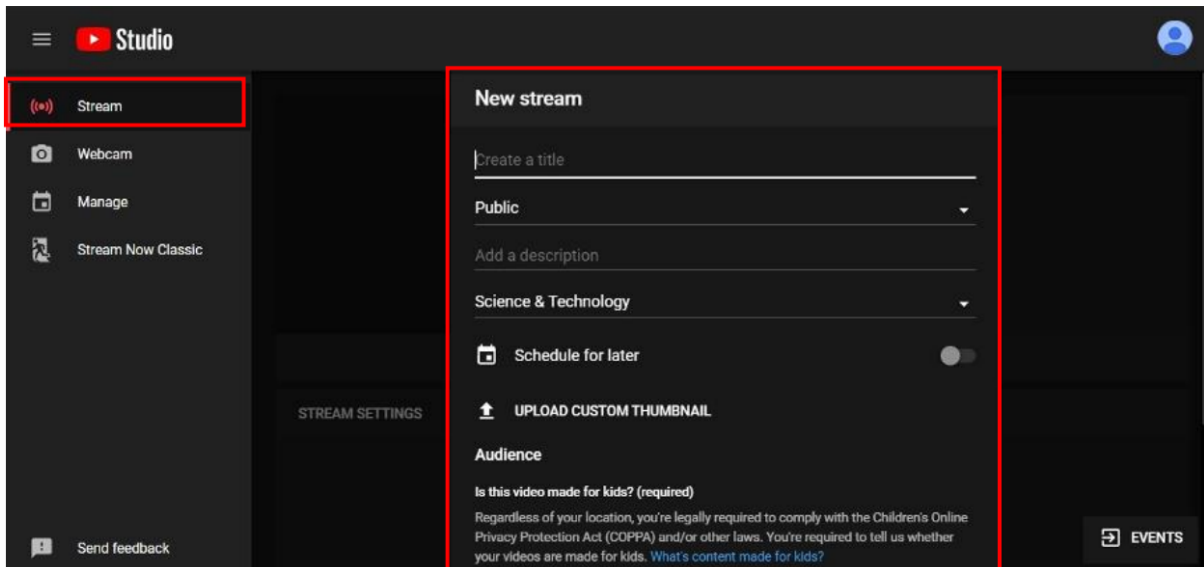 Studio
Stream
Webcam
Manage
Stream Now Classic
Send feedback
STREAM SETTINGS
New stream
Create a title
Public
Add a description
Science & Technology
Schedule for later
UPLOAD CUSTOM THUMBNAIL
Audience
Is this video made for kids? (required)
Regardless of your location, you're legally required to comply with the Children's Online
Privacy Protection Act (COPPA) and/or other laws. You're required to tell us whether
your videos are made for kids. What's content made for kids?
EVENTS